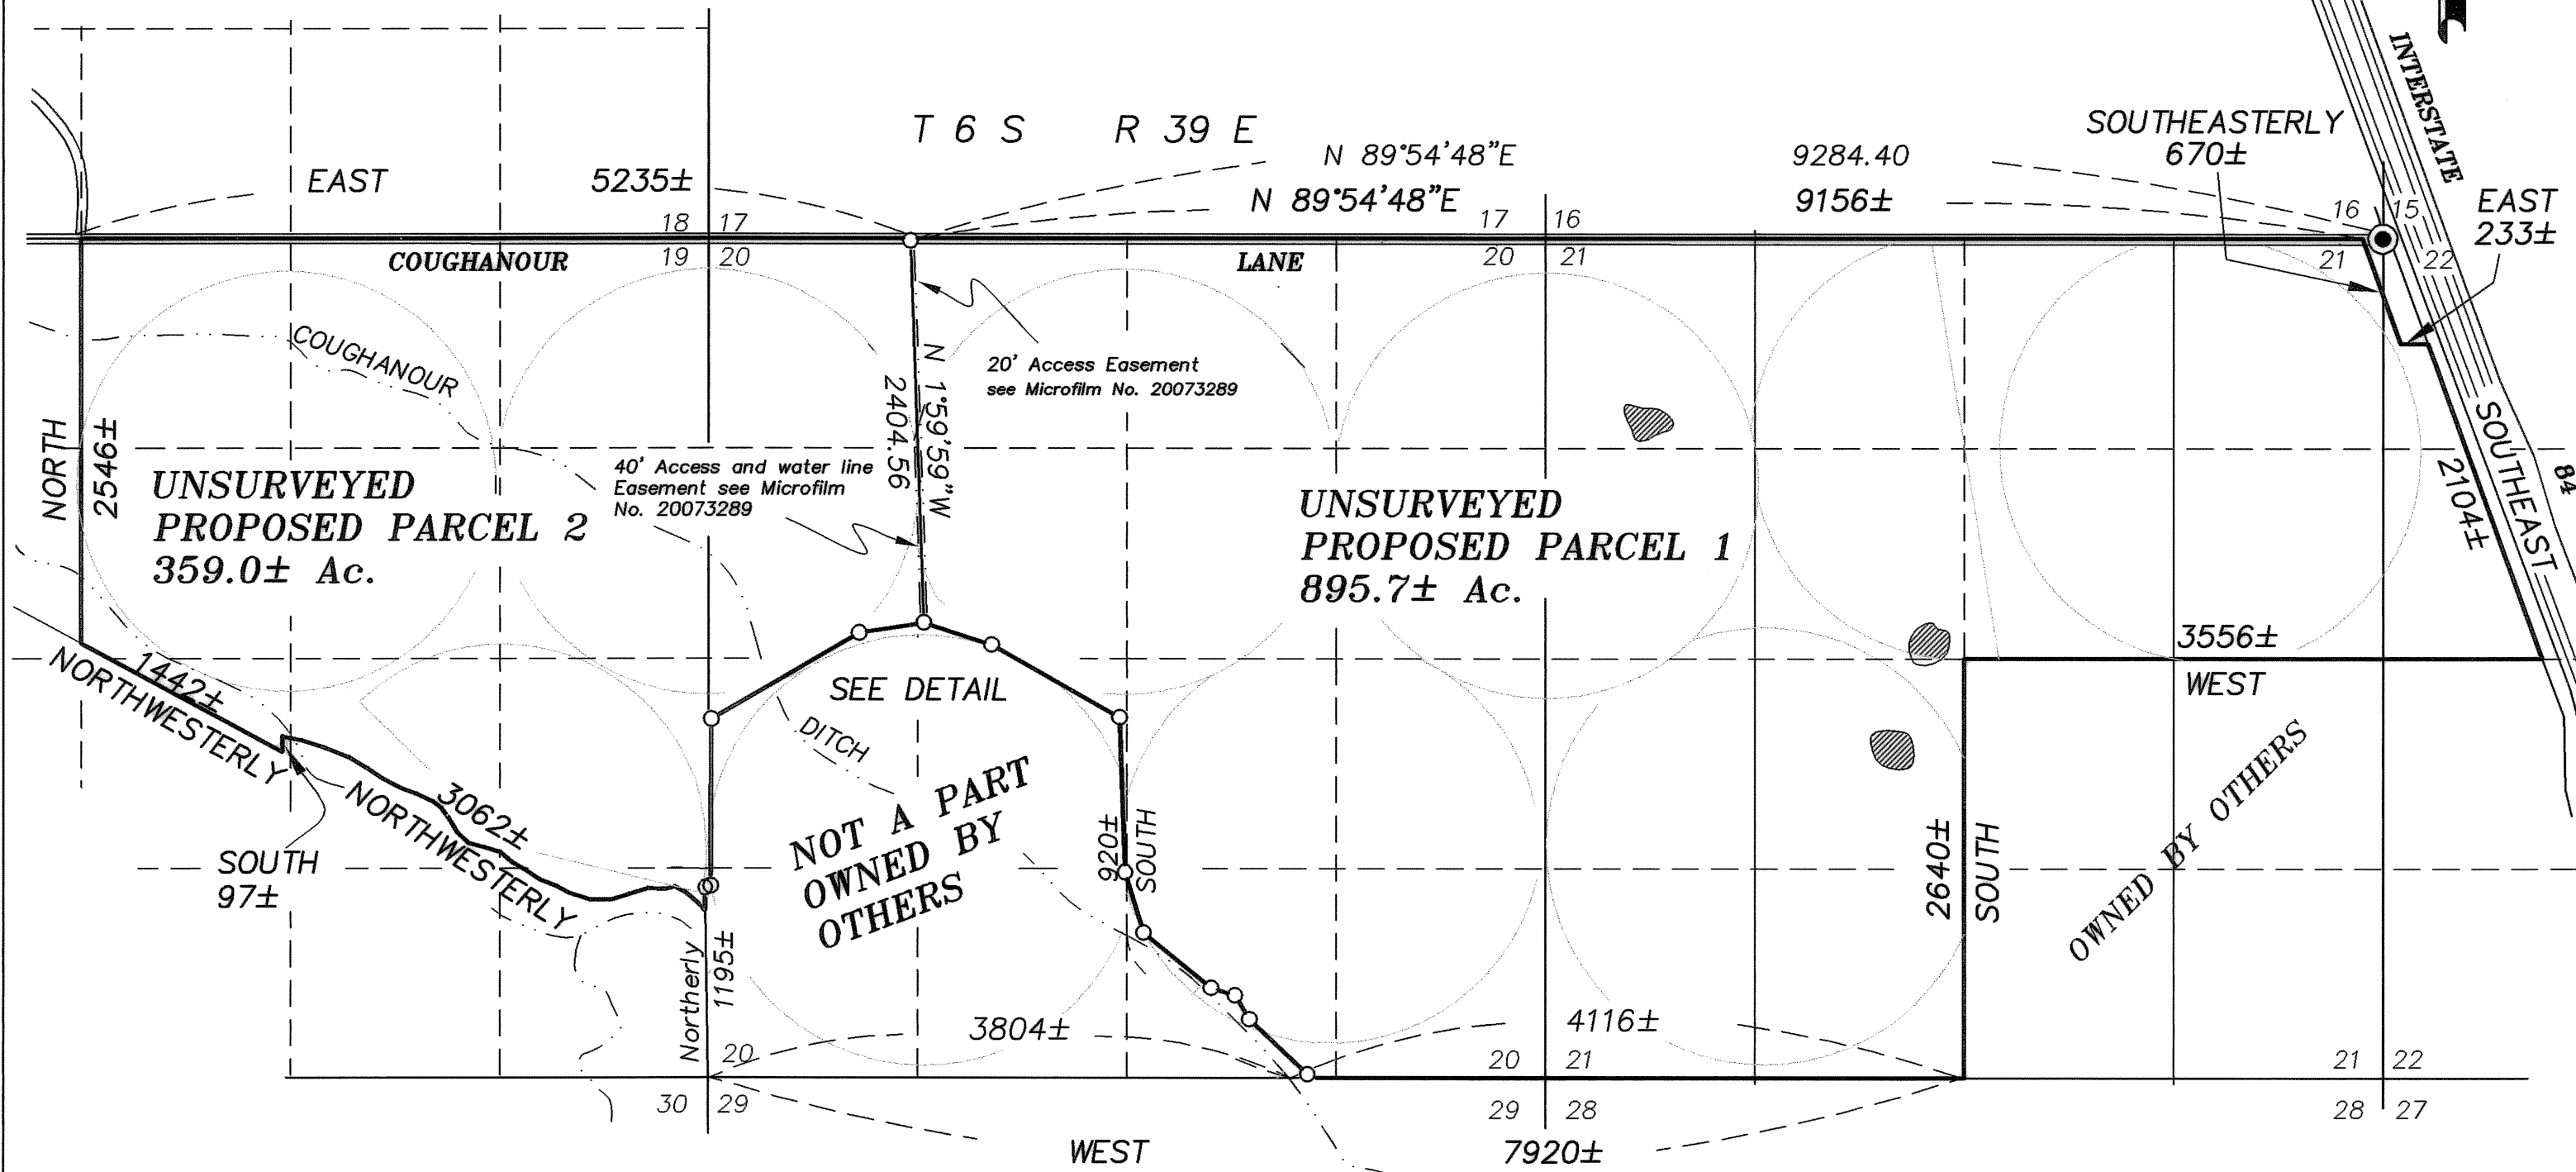 T 6 S R 39 E
INTERSTATE
84
SOUTHEASTERLY
670±
N 89°54'48"E
9284.40
EAST
5235±
N 89°54'48"E
9156±
EAST
233±
18 17
17 16
16 15
COUGHANOUR
19 20
LANE
20 21
21 22
COUGHANOUR
20' Access Easement
see Microfilm No. 20073289
N 1°59'59"W
2404.56
NORTH
2546±
40' Access and water line
Easement see Microfilm
No. 20073289
UNSURVEYED
PROPOSED PARCEL 2
359.0± Ac.
UNSURVEYED
PROPOSED PARCEL 1
895.7± Ac.
SOUTHEAST
2104±
3556±
WEST
1442±
NORTHWESTERLY
SEE DETAIL
DITCH
3062±
NORTHWESTERLY
SOUTH
97±
NOT A PART
OWNED BY
OTHERS
920±
SOUTH
2640±
SOUTH
OWNED BY OTHERS
Northerly
1195±
3804±
4116±
20
20 21
21 22
30 29
29 28
28 27
WEST
7920±